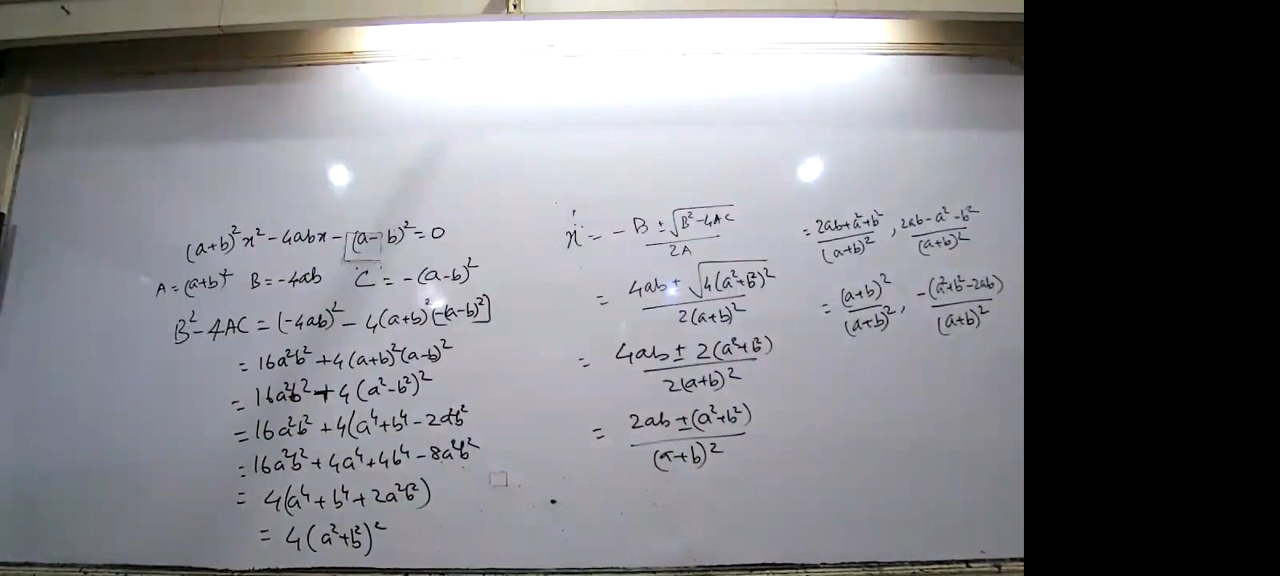 (a+b)²x² - 4abx - (a-b)² = 0
A = (a+b)² B = -4ab C = -(a-b)²
B² - 4AC = (-4ab)² - 4(a+b)²[-(a-b)²]
= 16a²b² + 4(a+b)²(a-b)²
= 16a²b² + 4(a²-b²)²
= 16a²b² + 4(a⁴+b⁴-2a²b²
= 16a²b² + 4a⁴ + 4b⁴ - 8a²b²
= 4(a⁴+b⁴+2a²b²)
= 4(a²+b²)²
x = -B ± √(B²-4AC) / 2A
= 4ab ± √(4(a²+b²)²) / 2(a+b)²
= 4ab ± 2(a²+b²) / 2(a+b)²
= 2ab ± (a²+b²) / (a+b)²
= 2ab+a²+b² / (a+b)² , 2ab-a²-b² / (a+b)²
= (a+b)² / (a+b)² , -(a²+b²-2ab) / (a+b)²